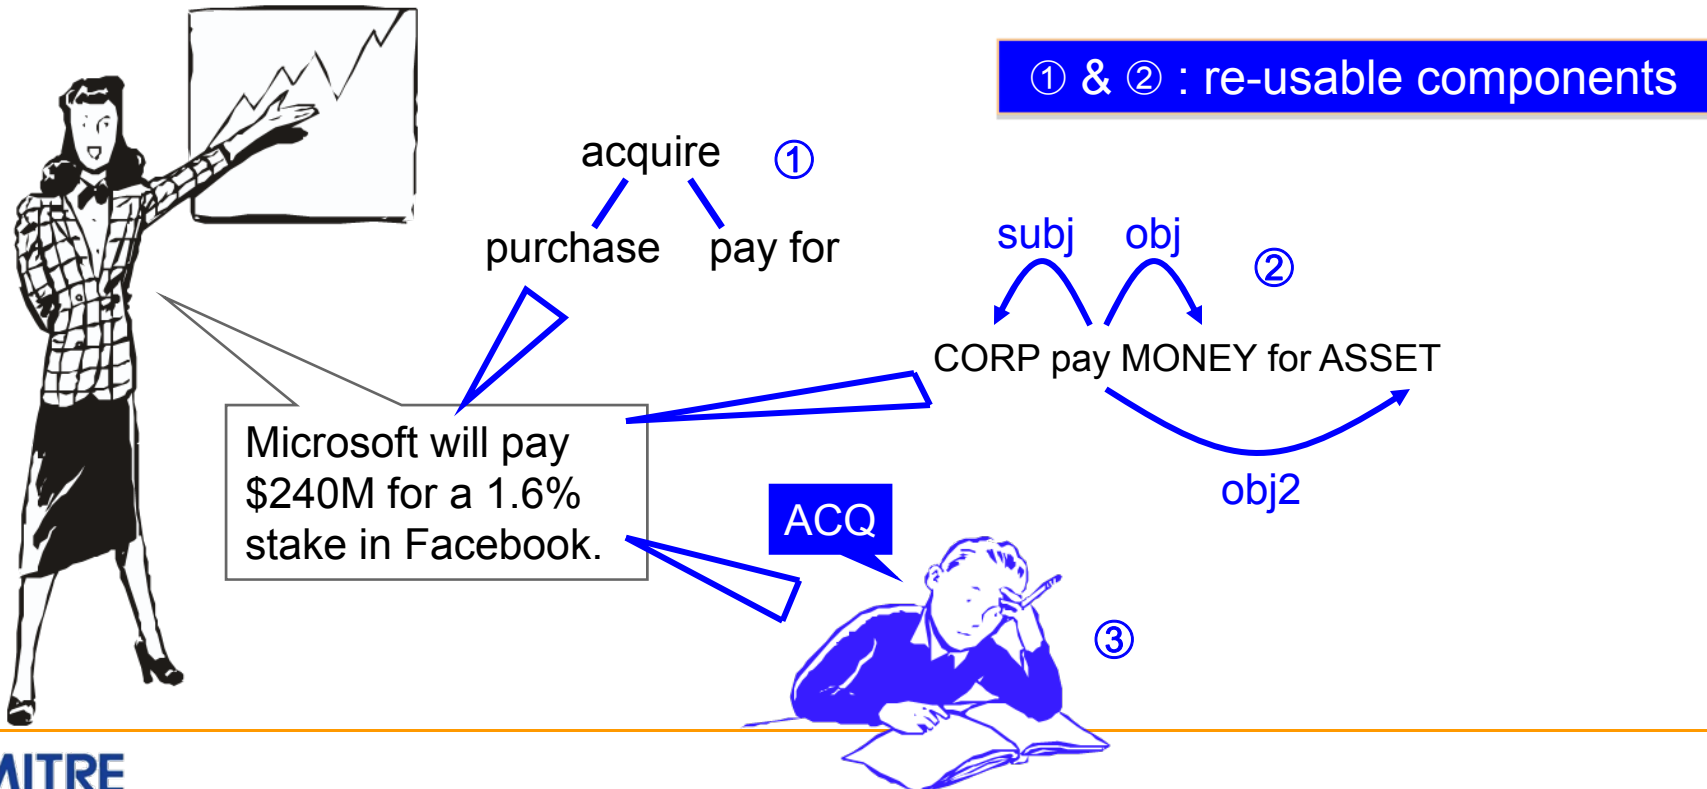 ① & ② : re-usable components
acquire ①
purchase pay for
subj obj ②
CORP pay MONEY for ASSET
obj2
Microsoft will pay
$240M for a 1.6%
stake in Facebook.
ACQ
③
MITRE